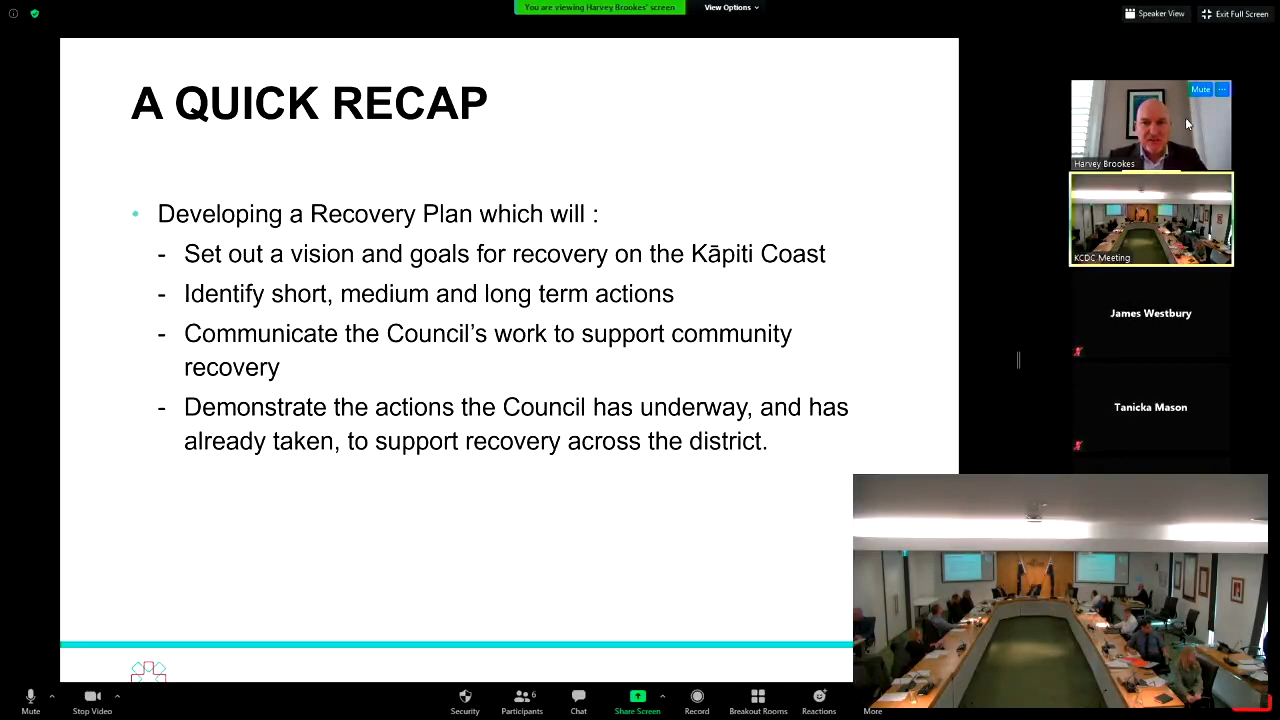 You are viewing Harvey Brookes' screen
View Options
Speaker View
Exit Full Screen
A QUICK RECAP
• Developing a Recovery Plan which will :
- Set out a vision and goals for recovery on the Kāpiti Coast
- Identify short, medium and long term actions
- Communicate the Council's work to support community
recovery
- Demonstrate the actions the Council has underway, and has
already taken, to support recovery across the district.
Mute
Harvey Brookes
KCDC Meeting
James Westbury
Tanicka Mason
Mute
Stop Video
Security
Participants
6
Chat
Share Screen
Record
Breakout Rooms
Reactions
More